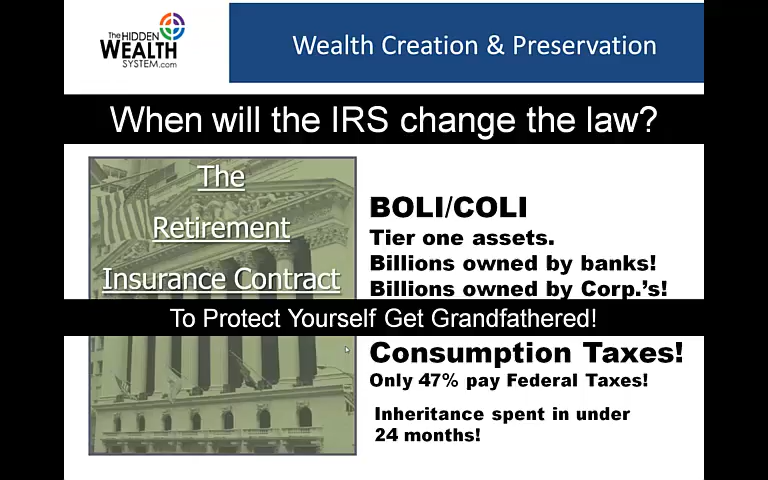 The HIDDEN
WEALTH
SYSTEM.com
Wealth Creation & Preservation
When will the IRS change the law?
The
Retirement
Insurance Contract
BOLI/COLI
Tier one assets.
Billions owned by banks!
Billions owned by Corp.'s!
To Protect Yourself Get Grandfathered!
Consumption Taxes!
Only 47% pay Federal Taxes!
Inheritance spent in under
24 months!